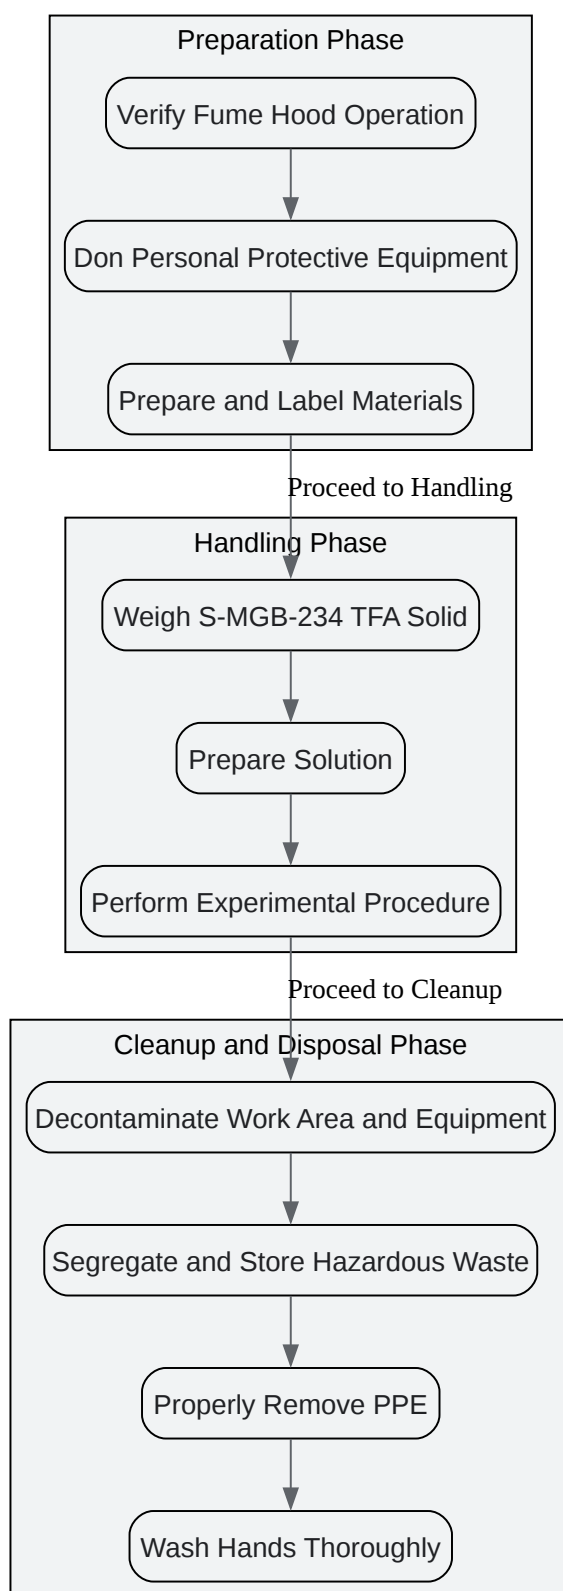 Preparation Phase
Verify Fume Hood Operation
Don Personal Protective Equipment
Prepare and Label Materials
Proceed to Handling
Handling Phase
Weigh S-MGB-234 TFA Solid
Prepare Solution
Perform Experimental Procedure
Proceed to Cleanup
Cleanup and Disposal Phase
Decontaminate Work Area and Equipment
Segregate and Store Hazardous Waste
Properly Remove PPE
Wash Hands Thoroughly